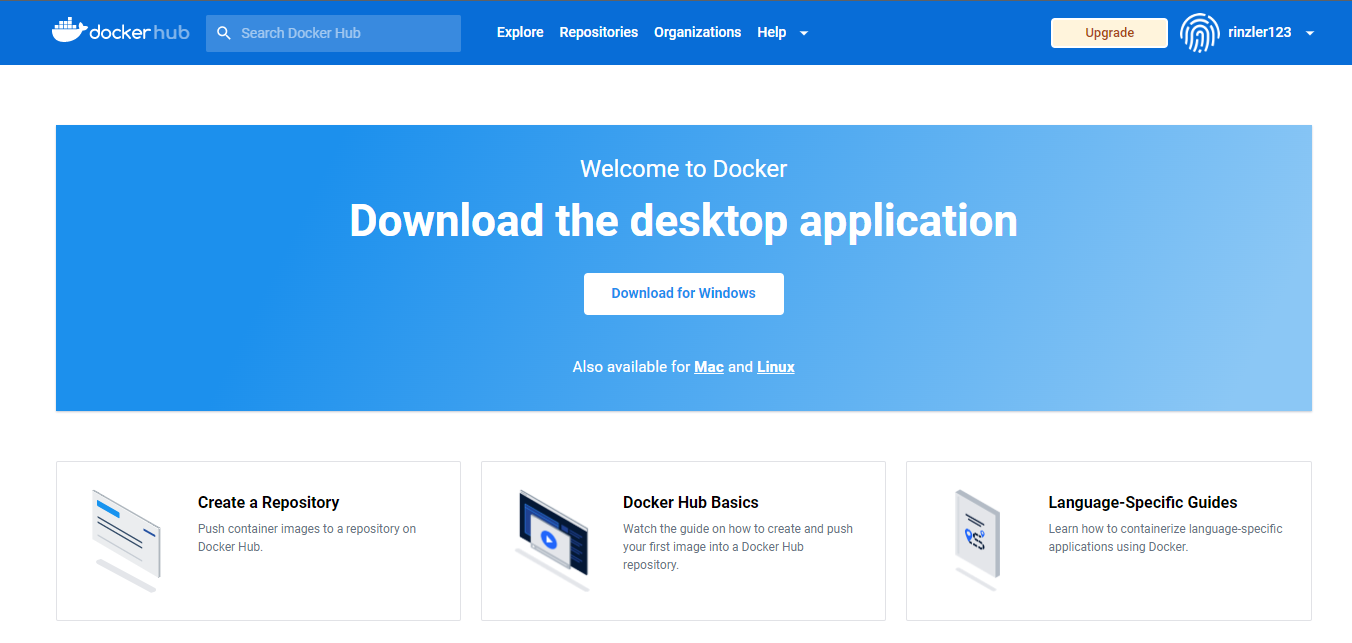 docker hub
Search Docker Hub
Explore
Repositories
Organizations
Help
Upgrade
rinzler123
Welcome to Docker
Download the desktop application
Download for Windows
Also available for Mac and Linux
Create a Repository
Push container images to a repository on
Docker Hub.
Docker Hub Basics
Watch the guide on how to create and push
your first image into a Docker Hub
repository.
Language-Specific Guides
Learn how to containerize language-specific
applications using Docker.